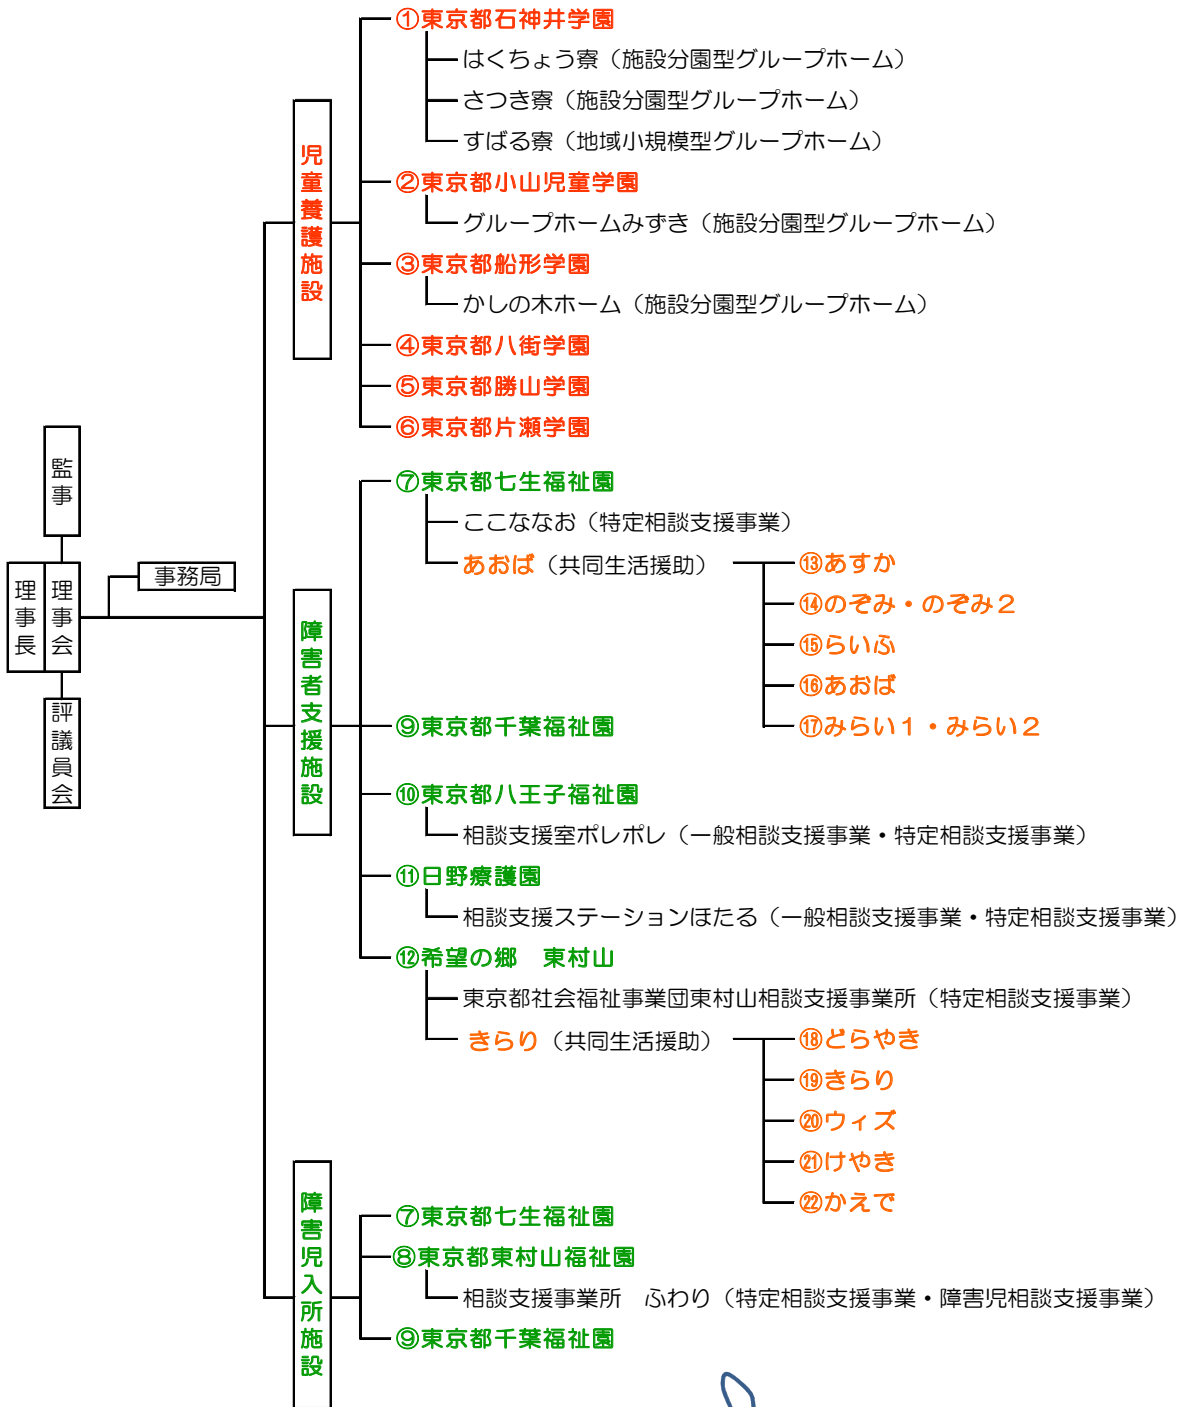 ①東京都石神井学園
はくちょう寮（施設分園型グループホーム）
さつき寮（施設分園型グループホーム）
すばる寮（地域小規模型グループホーム）
児童養護施設
②東京都小山児童学園
グループホームみずき（施設分園型グループホーム）
③東京都船形学園
かしの木ホーム（施設分園型グループホーム）
④東京都八街学園
⑤東京都勝山学園
⑥東京都片瀬学園
監事
理事長
理事会
評議員会
事務局
障害者支援施設
⑦東京都七生福祉園
ここななお（特定相談支援事業）
あおば（共同生活援助）
⑬あすか
⑭のぞみ・のぞみ２
⑮らいふ
⑯あおば
⑰みらい１・みらい２
⑨東京都千葉福祉園
⑩東京都八王子福祉園
相談支援室ポレポレ（一般相談支援事業・特定相談支援事業）
⑪日野療護園
相談支援ステーションほたる（一般相談支援事業・特定相談支援事業）
⑫希望の郷　東村山
東京都社会福祉事業団東村山相談支援事業所（特定相談支援事業）
きらり（共同生活援助）
⑱どらやき
⑲きらり
⑳ウィズ
㉑けやき
㉒かえで
障害児入所施設
⑦東京都七生福祉園
⑧東京都東村山福祉園
相談支援事業所　ふわり（特定相談支援事業・障害児相談支援事業）
⑨東京都千葉福祉園